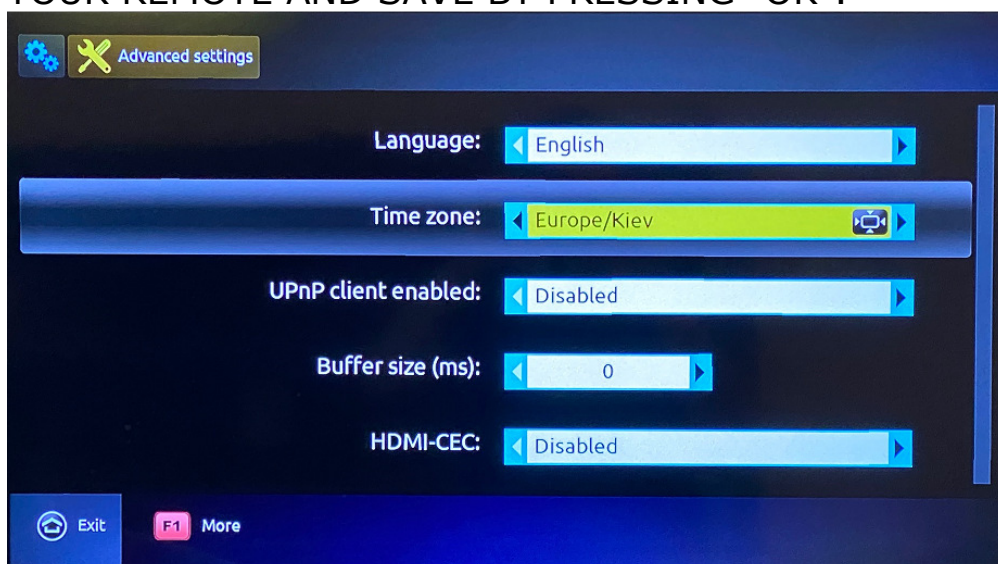 YOUR REMOTE AND SAVE BY PRESSING "OK".
Advanced settings
Language: English
Time zone: Europe/Kiev
UPnP client enabled: Disabled
Buffer size (ms): 0
HDMI-CEC: Disabled
Exit F1 More